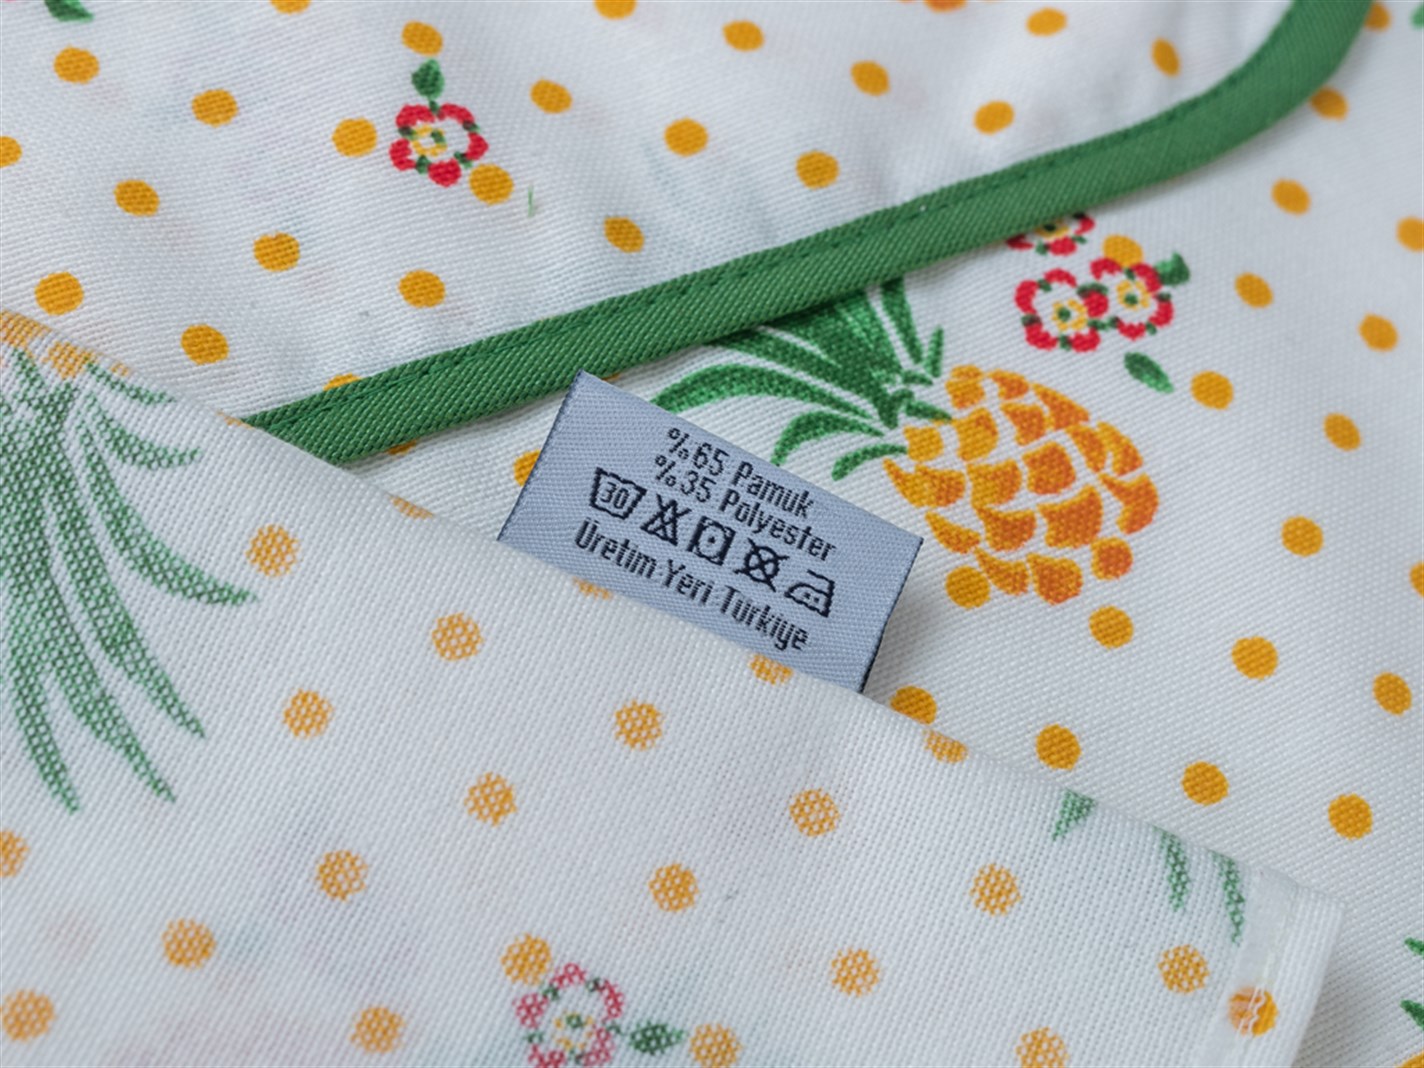 %65 Pamuk
%35 Polyester
30
Üretim Yeri Türkiye